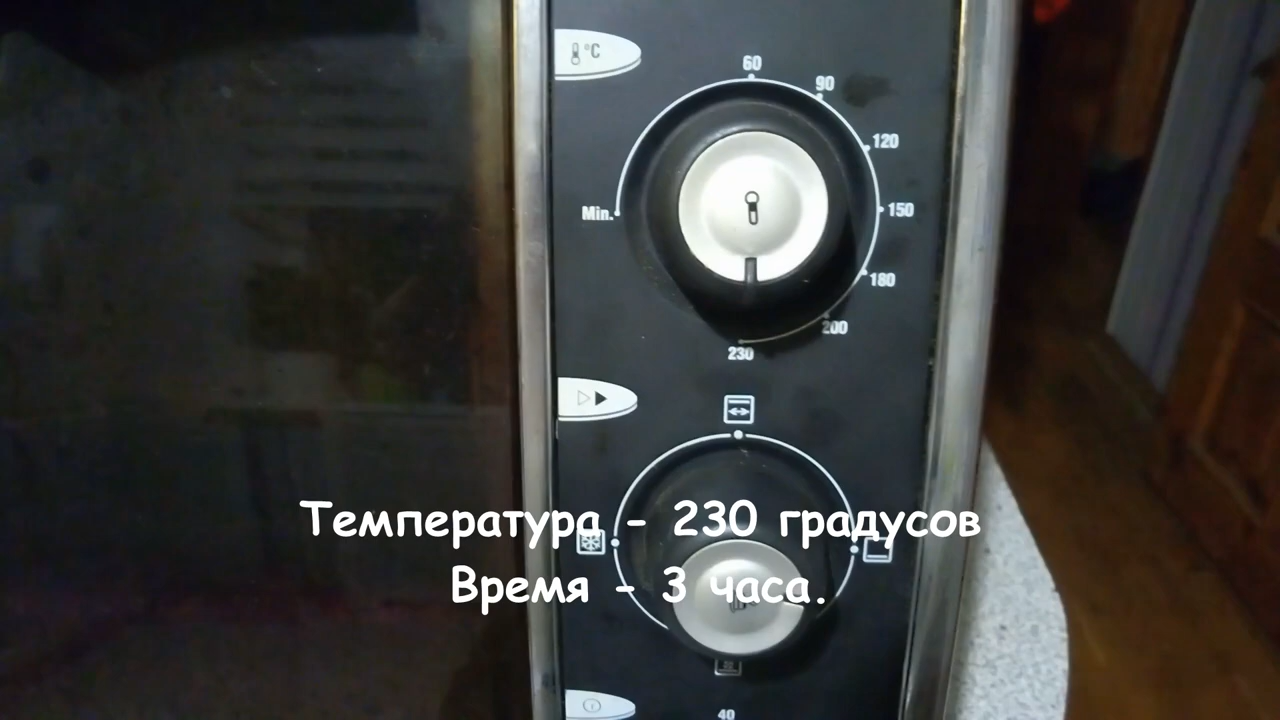 °C
60
90
120
Min.
150
180
200
230
Температура - 230 градусов
Время - 3 часа.
40